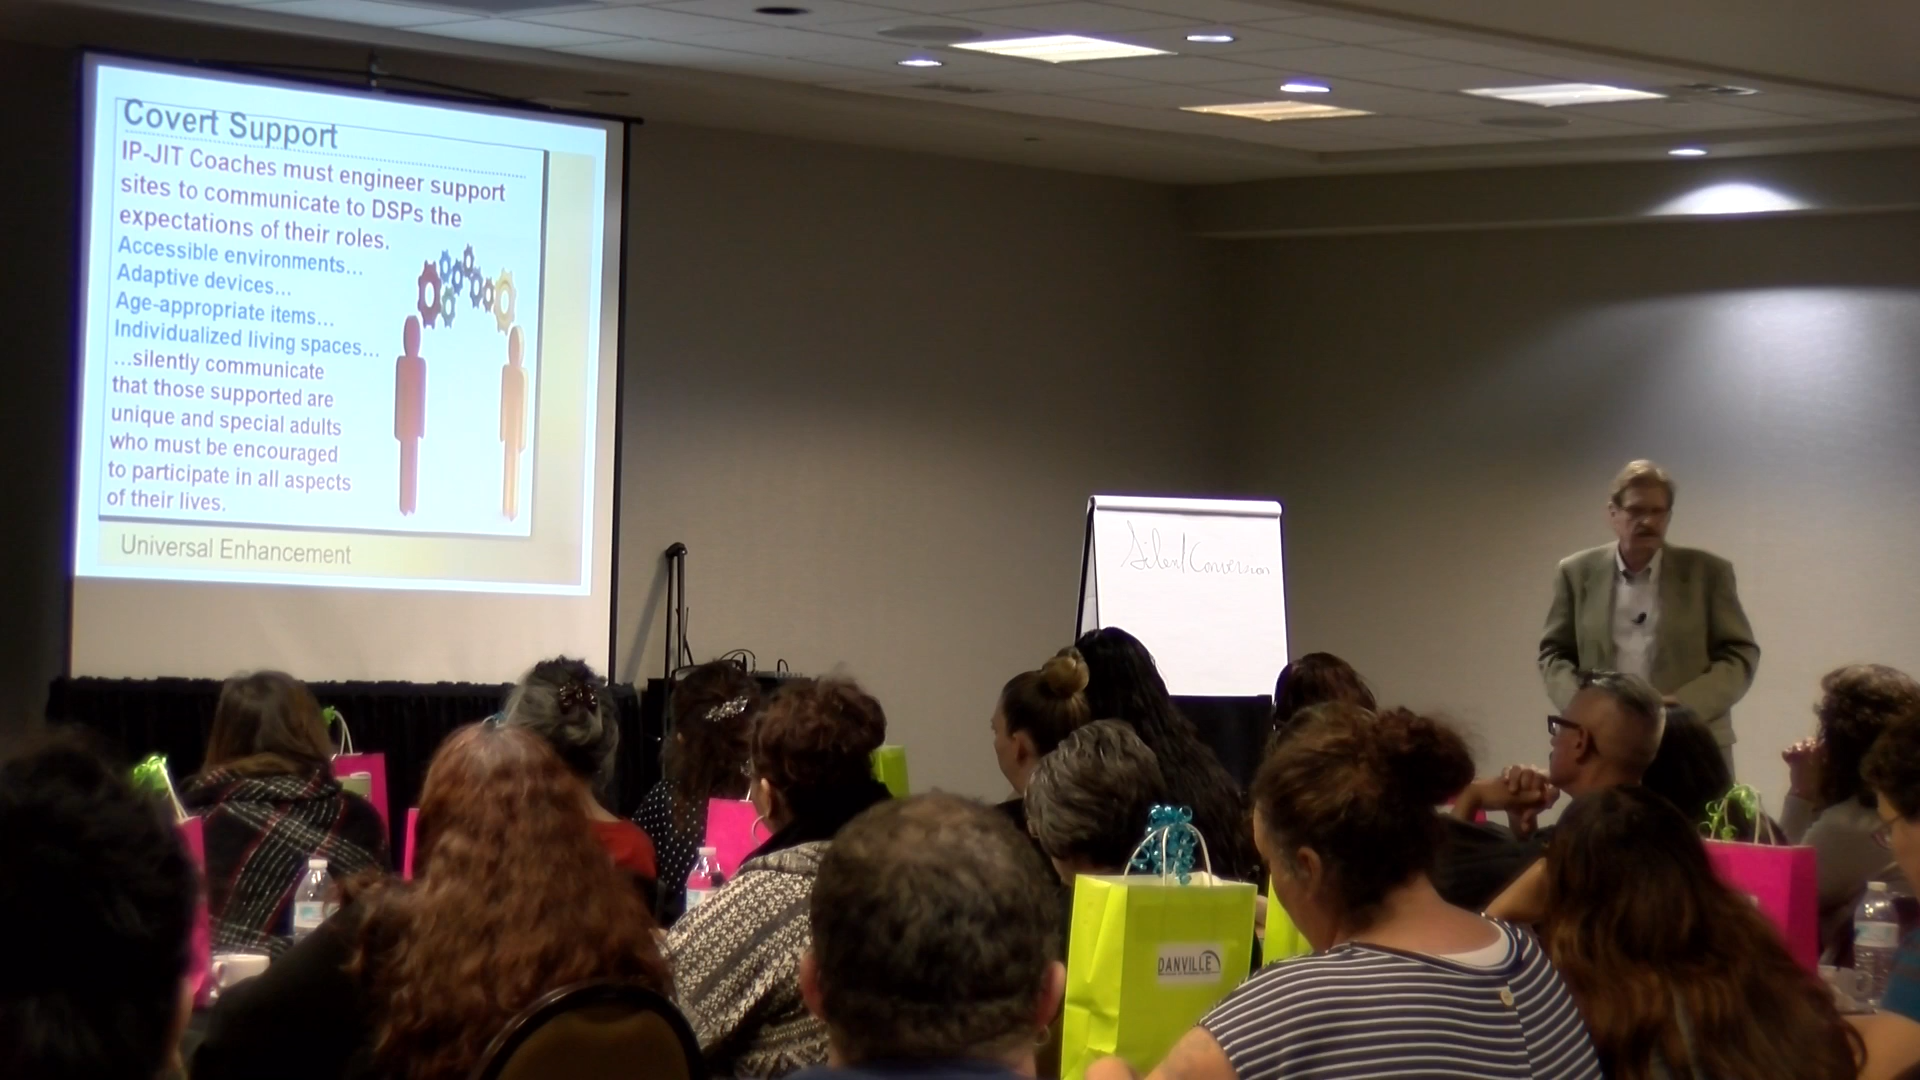 Covert Support
IP-JIT Coaches must engineer support
sites to communicate to DSPs the
expectations of their roles.
Accessible environments...
Adaptive devices...
Age-appropriate items...
Individualized living spaces...
...silently communicate
that those supported are
unique and special adults
who must be encouraged
to participate in all aspects
of their lives.
Universal Enhancement
Silent Conversion
DANVILLE